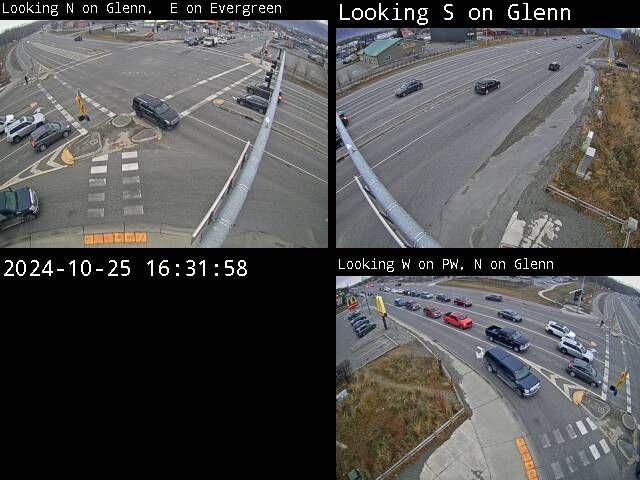 Looking N on Glenn,  E on Evergreen
Looking S on Glenn
2024-10-25 16:31:58
Looking W on PW, N on Glenn